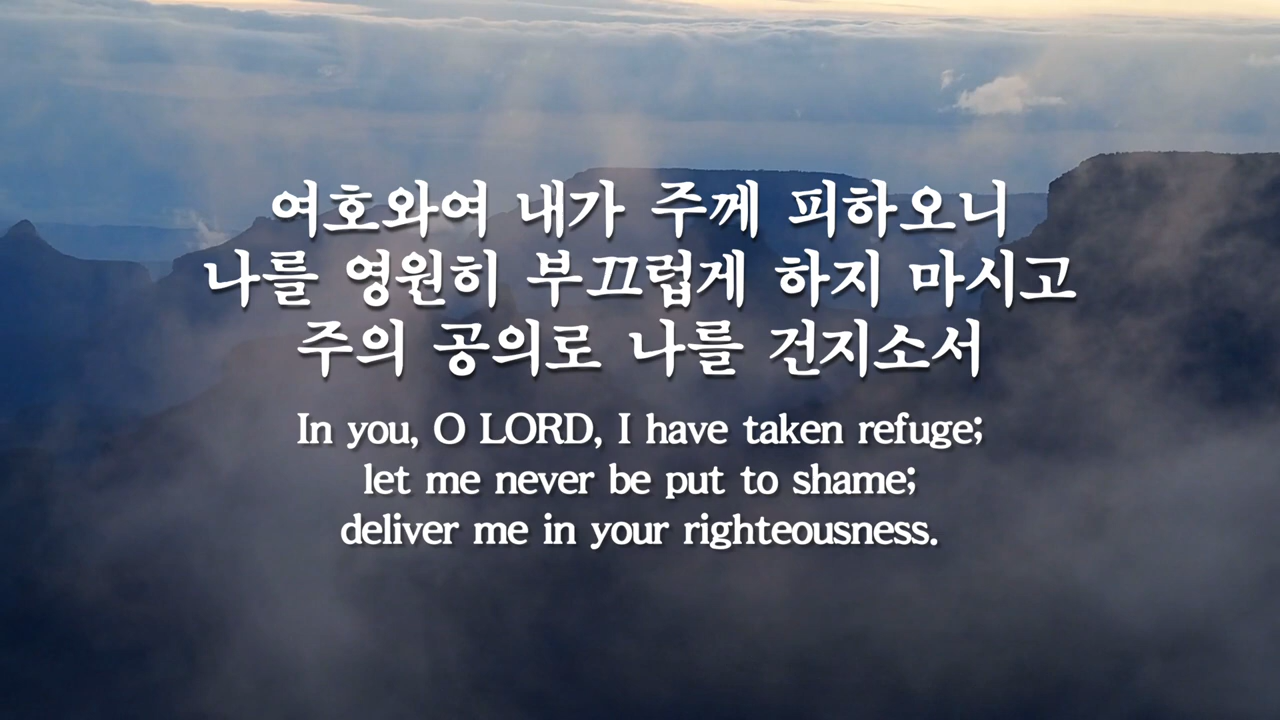 여호와여 내가 주께 피하오니
나를 영원히 부끄럽게 하지 마시고
주의 공의로 나를 건지소서
In you, O LORD, I have taken refuge;
let me never be put to shame;
deliver me in your righteousness.